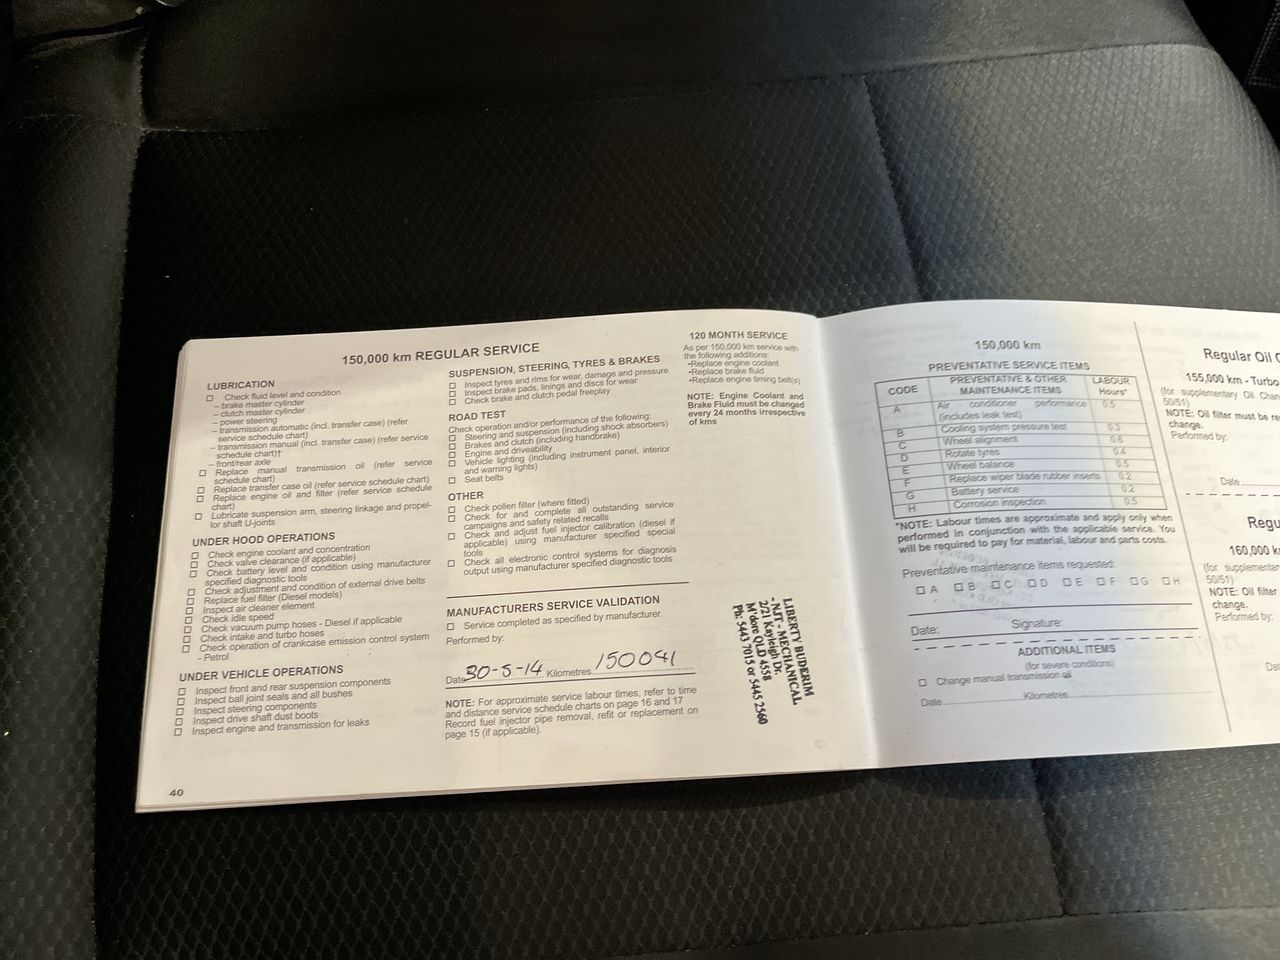 150,000 km REGULAR SERVICE
LUBRICATION
☐ Check fluid level and condition
– brake master cylinder
– clutch master cylinder
– power steering
– transmission automatic (incl. transfer case) (refer
service schedule chart)
– transmission manual (incl. transfer case) (refer service
schedule chart)†
– front/rear axle
☐ Replace manual transmission oil (refer service
schedule chart)
☐ Replace transfer case oil (refer service schedule chart)
☐ Replace engine oil and filter (refer service schedule
chart)
☐ Lubricate suspension arm, steering linkage and propel-
lor shaft U-joints
UNDER HOOD OPERATIONS
☐ Check engine coolant and concentration
☐ Check valve clearance (if applicable)
☐ Check battery level and condition using manufacturer
specified diagnostic tools
☐ Check adjustment and condition of external drive belts
☐ Replace fuel filter (Diesel models)
☐ Inspect air cleaner element
☐ Check idle speed
☐ Check vacuum pump hoses - Diesel if applicable
☐ Check intake and turbo hoses
☐ Check operation of crankcase emission control system
- Petrol
UNDER VEHICLE OPERATIONS
☐ Inspect front and rear suspension components
☐ Inspect ball joint seals and all bushes
☐ Inspect steering components
☐ Inspect drive shaft dust boots
☐ Inspect engine and transmission for leaks
40
SUSPENSION, STEERING, TYRES & BRAKES
☐ Inspect tyres and rims for wear, damage and pressure
☐ Inspect brake pads, linings and discs for wear
☐ Check brake and clutch pedal freeplay
ROAD TEST
Check operation and/or performance of the following:
☐ Steering and suspension (including shock absorbers)
☐ Brakes and clutch (including handbrake)
☐ Engine and driveability
☐ Vehicle lighting (including instrument panel, interior
and warning lights)
☐ Seat belts
OTHER
☐ Check pollen filter (where fitted)
☐ Check for and complete all outstanding service
campaigns and safety related recalls
☐ Check and adjust fuel injector calibration (diesel if
applicable) using manufacturer specified special
tools
☐ Check all electronic control systems for diagnosis
output using manufacturer specified diagnostic tools
MANUFACTURERS SERVICE VALIDATION
☐ Service completed as specified by manufacturer.
Performed by:
Date 30-5-14 Kilometres 150041
NOTE: For approximate service labour times, refer to time
and distance service schedule charts on page 16 and 17
Record fuel injector pipe removal, refit or replacement on
page 15 (if applicable).
120 MONTH SERVICE
As per 150,000 km service with
the following additions:
•Replace engine coolant
•Replace brake fluid
•Replace engine timing belt(s)
NOTE: Engine Coolant and
Brake Fluid must be changed
every 24 months irrespective
of kms
LIBERTY BUDERIM
- NJT - MECHANICAL
2/21 Kayleigh Dr.
M'dore QLD 4558
Ph: 5443 7015 or 5445 2560
150,000 km
PREVENTATIVE SERVICE ITEMS
CODE PREVENTATIVE & OTHER MAINTENANCE ITEMS LABOUR Hours*
A Air conditioner performance (includes leak test) 0.5
B Cooling system pressure test 0.3
C Wheel alignment 0.6
D Rotate tyres 0.4
E Wheel balance 0.5
F Replace wiper blade rubber inserts 0.2
G Battery service 0.2
H Corrosion inspection 0.5
*NOTE: Labour times are approximate and apply only when
performed in conjunction with the applicable service. You
will be required to pay for material, labour and parts costs.
Preventative maintenance items requested:
☐ A ☐ B ☐ C ☐ D ☐ E ☐ F ☐ G ☐ H
Date: Signature:
ADDITIONAL ITEMS
(for severe conditions)
☐ Change manual transmission oil
Date Kilometres
Regular Oil C
155,000 km - Turbo
(for supplementary Oil Chan
50/51)
NOTE: Oil filter must be re
change.
Performed by:
Date
Regu
160,000 k
(for supplementar
50/51)
NOTE: Oil filter
change.
Performed by:
Dat